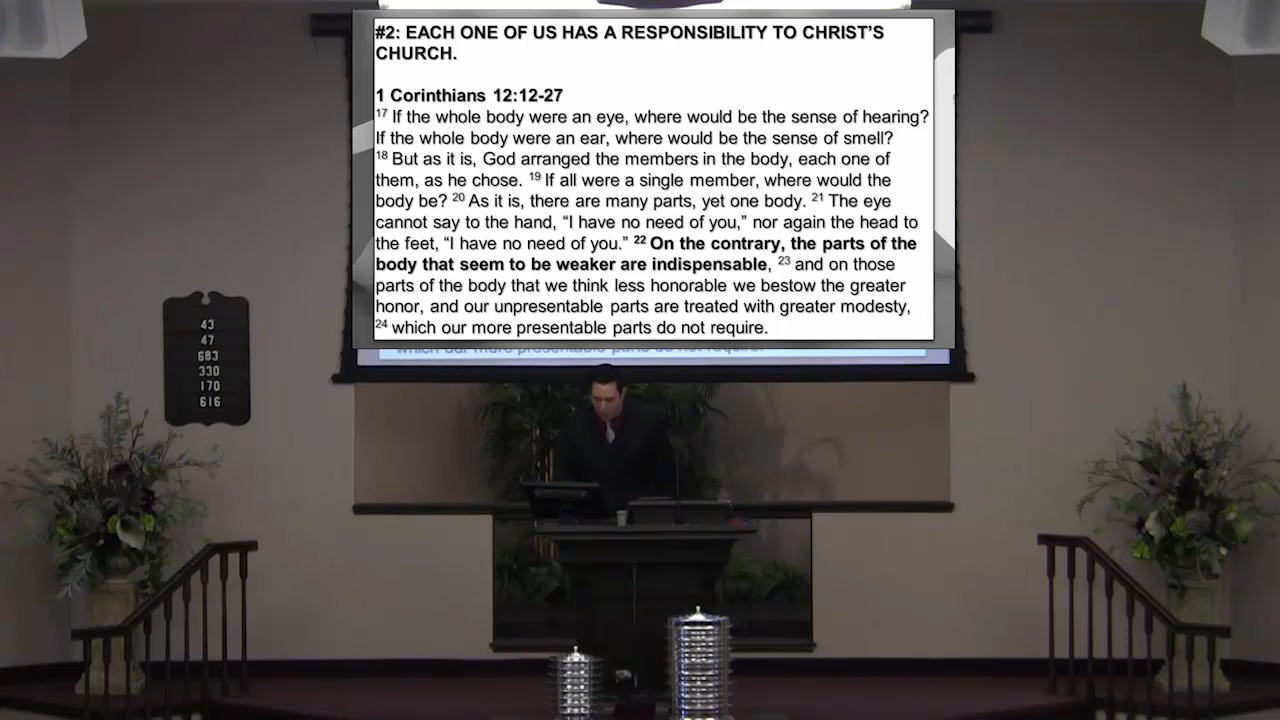 #2: EACH ONE OF US HAS A RESPONSIBILITY TO CHRIST'S
CHURCH.
1 Corinthians 12:12-27
17 If the whole body were an eye, where would be the sense of hearing?
If the whole body were an ear, where would be the sense of smell?
18 But as it is, God arranged the members in the body, each one of
them, as he chose. 19 If all were a single member, where would the
body be? 20 As it is, there are many parts, yet one body. 21 The eye
cannot say to the hand, “I have no need of you,” nor again the head to
the feet, “I have no need of you.” 22 On the contrary, the parts of the
body that seem to be weaker are indispensable, 23 and on those
parts of the body that we think less honorable we bestow the greater
honor, and our unpresentable parts are treated with greater modesty,
24 which our more presentable parts do not require.
which our more presentable parts do not require.
43
47
683
330
170
616